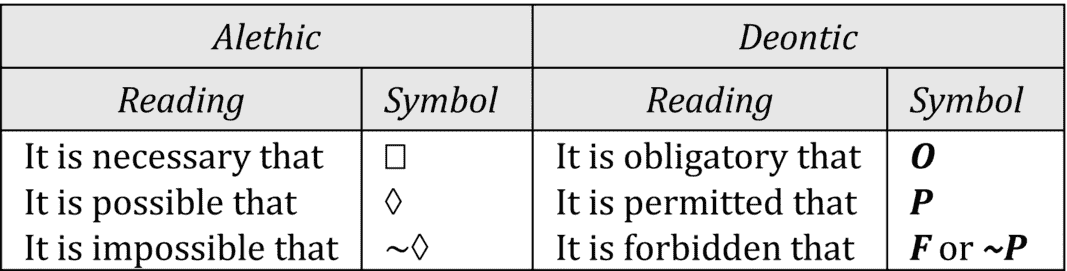 Alethic Deontic
Reading Symbol Reading Symbol
It is necessary that □ It is obligatory that O
It is possible that ◊ It is permitted that P
It is impossible that ~◊ It is forbidden that F or ~P